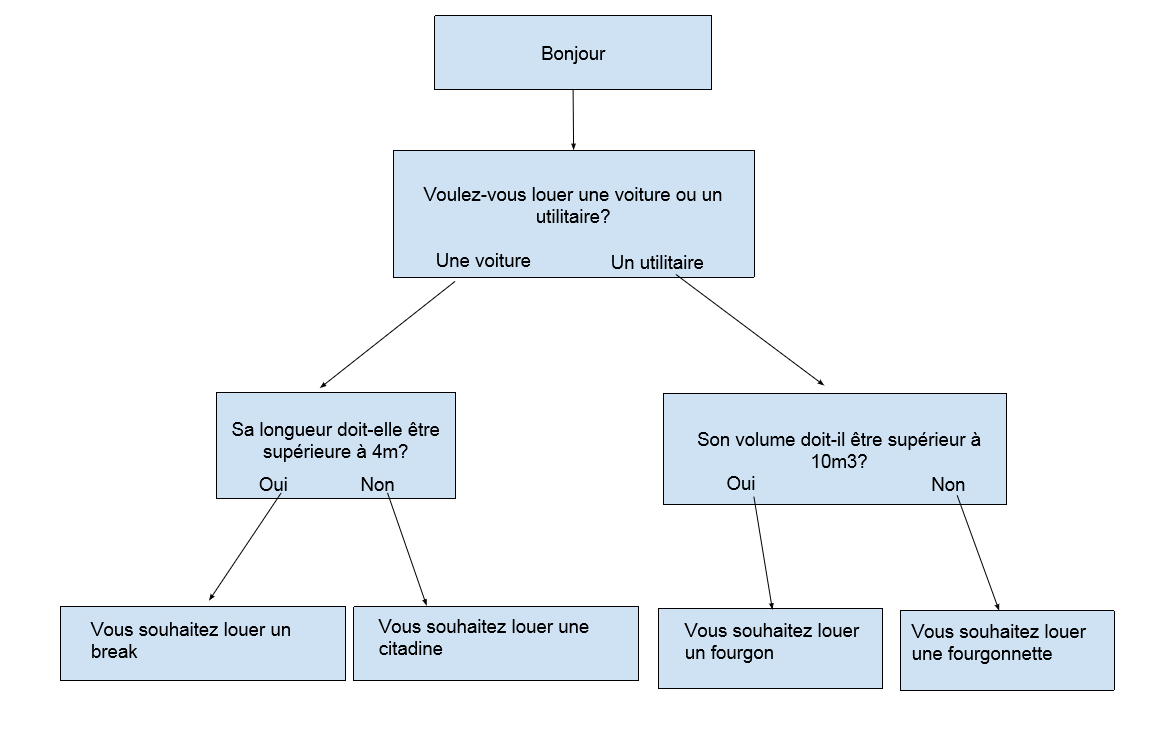 Bonjour
Voulez-vous louer une voiture ou un
utilitaire?
Une voiture
Un utilitaire
Sa longueur doit-elle être
supérieure à 4m?
Oui
Non
Son volume doit-il être supérieur à
10m3?
Oui
Non
Vous souhaitez louer un
break
Vous souhaitez louer une
citadine
Vous souhaitez louer
un fourgon
Vous souhaitez louer
une fourgonnette